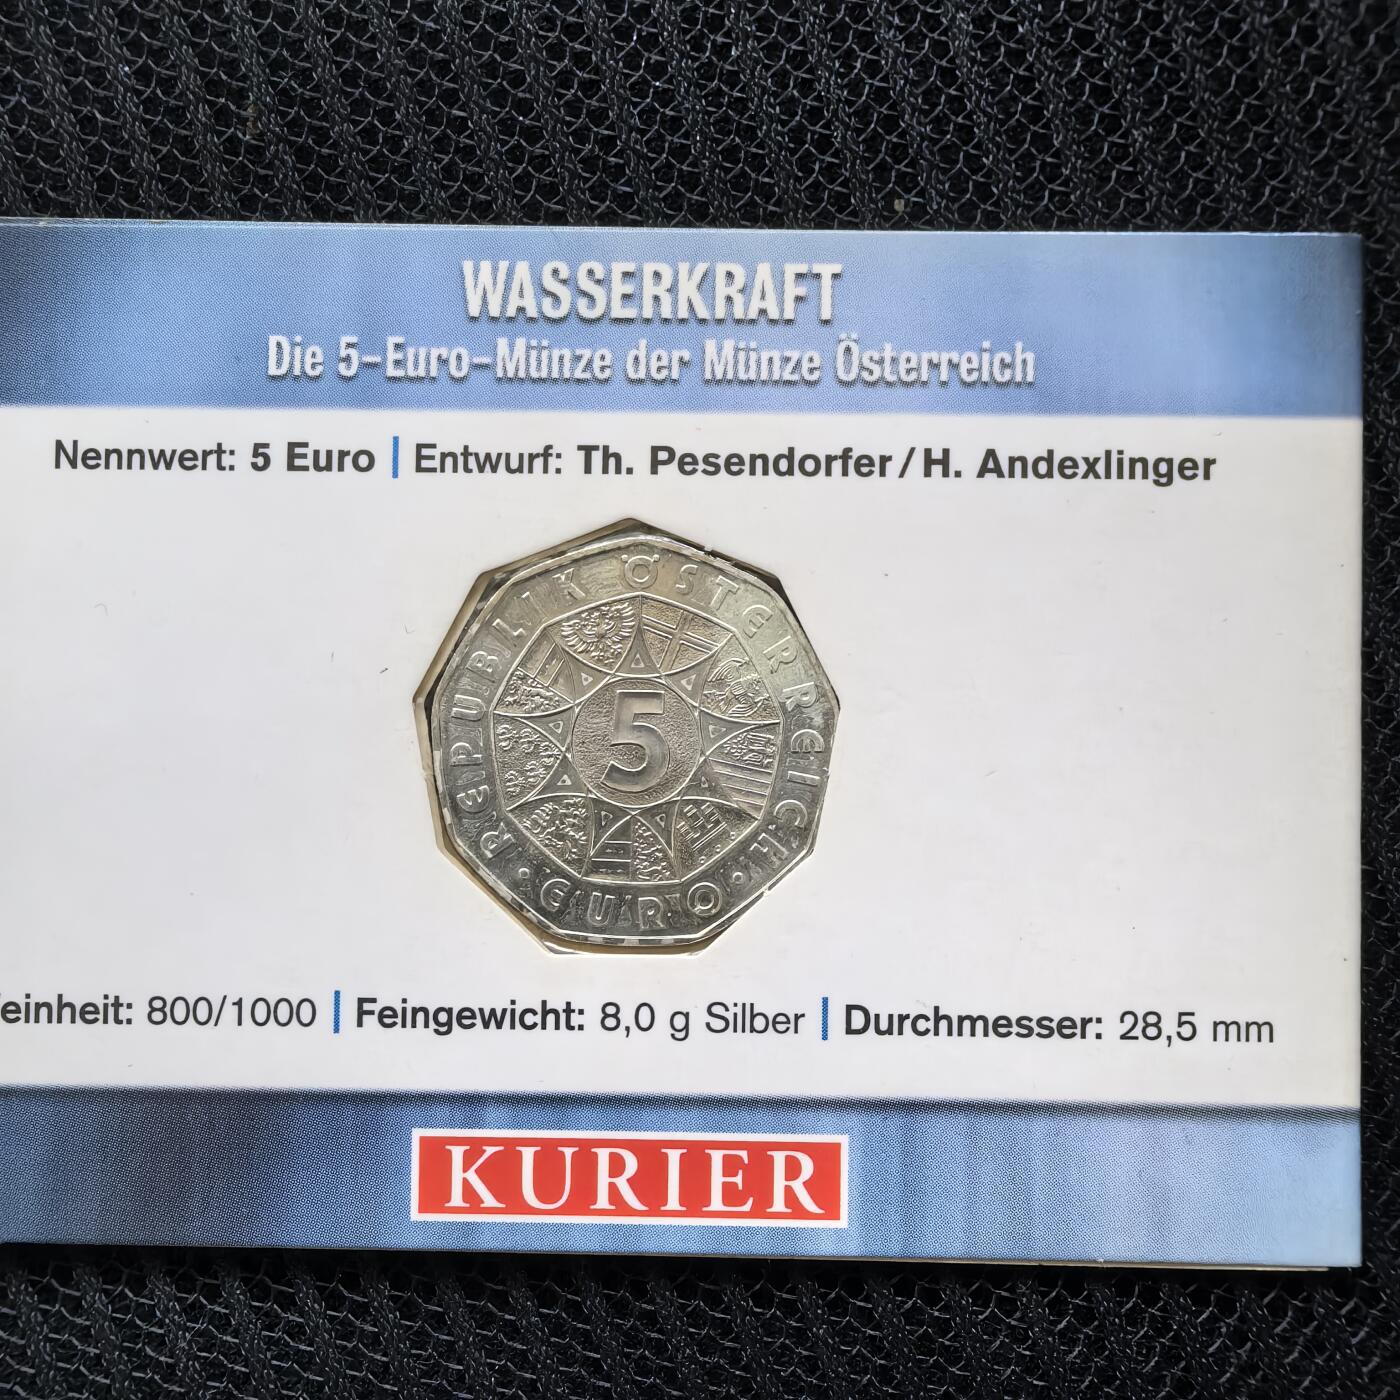 WASSERKRAFT
Die 5-Euro-Münze der Münze Österreich
Nennwert: 5 Euro | Entwurf: Th. Pesendorfer / H. Andexlinger
REPUBLIK ÖSTERREICH
5
· EURO ·
einheit: 800/1000 | Feingewicht: 8,0 g Silber | Durchmesser: 28,5 mm
KURIER